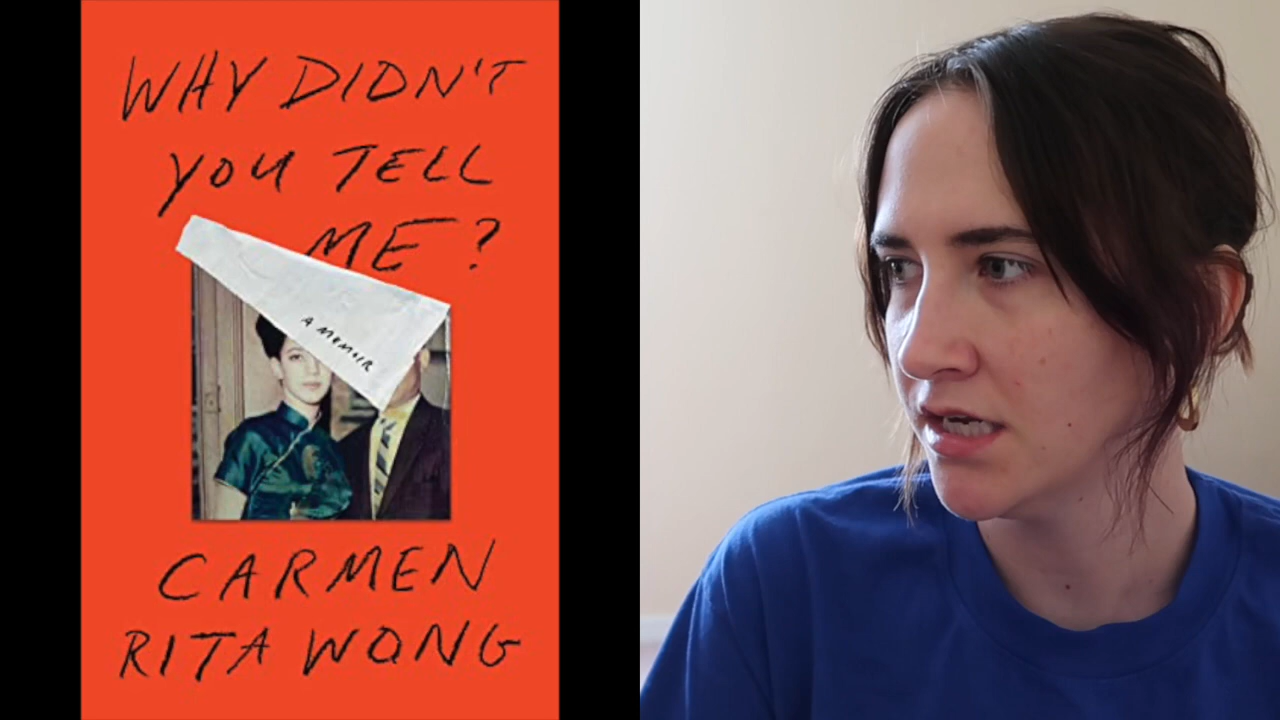 WHY DIDN'T
YOU TELL
ME?
A MEMOIR
CARMEN
RITA WONG